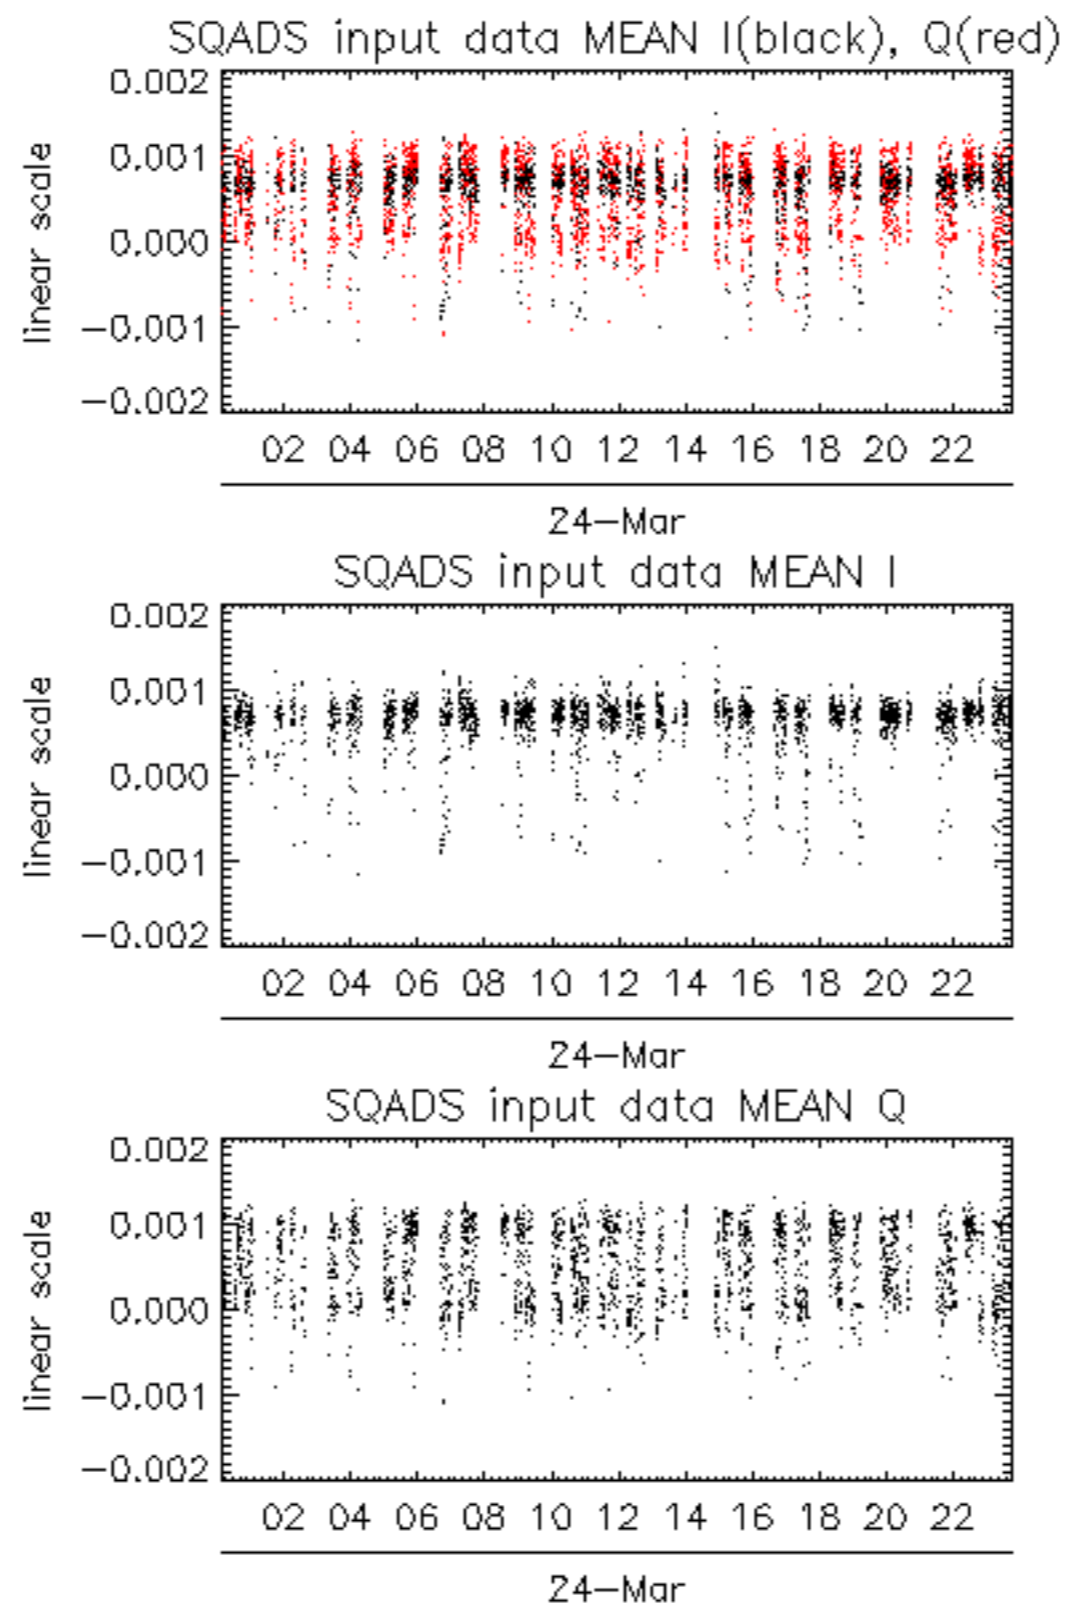 SQADS input data MEAN I(black), Q(red)
0.002
0.001
0.000
−0.001
−0.002
linear scale
02 04 06 08 10 12 14 16 18 20 22
24−Mar
SQADS input data MEAN I
0.002
0.001
0.000
−0.001
−0.002
linear scale
02 04 06 08 10 12 14 16 18 20 22
24−Mar
SQADS input data MEAN Q
0.002
0.001
0.000
−0.001
−0.002
linear scale
02 04 06 08 10 12 14 16 18 20 22
24−Mar